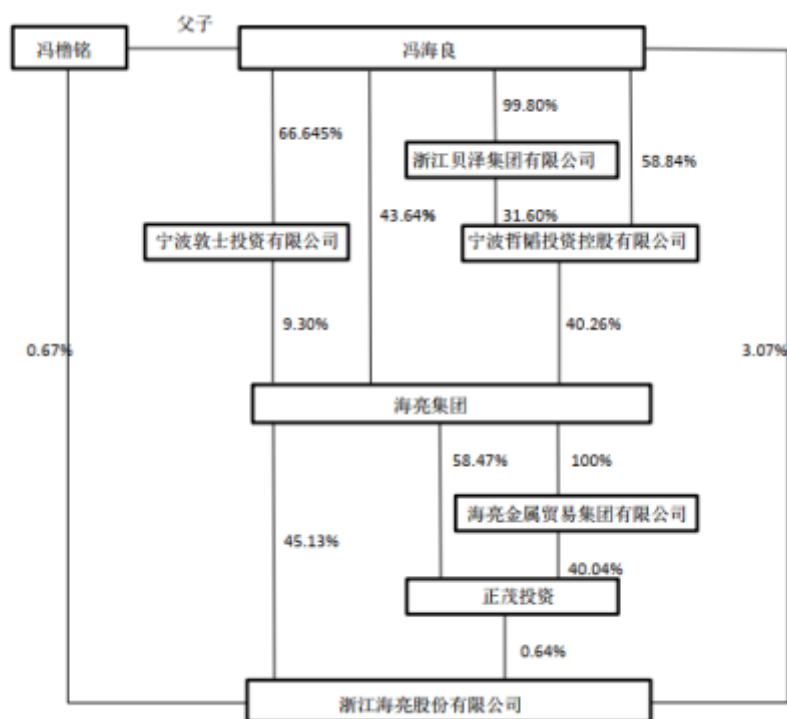 父子
冯橹铭
冯海良
99.80%
66.645%
浙江贝泽集团有限公司
58.84%
43.64%
31.60%
宁波敦士投资有限公司
宁波哲韬投资控股有限公司
9.30%
40.26%
0.67%
3.07%
海亮集团
58.47%
100%
海亮金属贸易集团有限公司
45.13%
40.04%
正茂投资
0.64%
浙江海亮股份有限公司